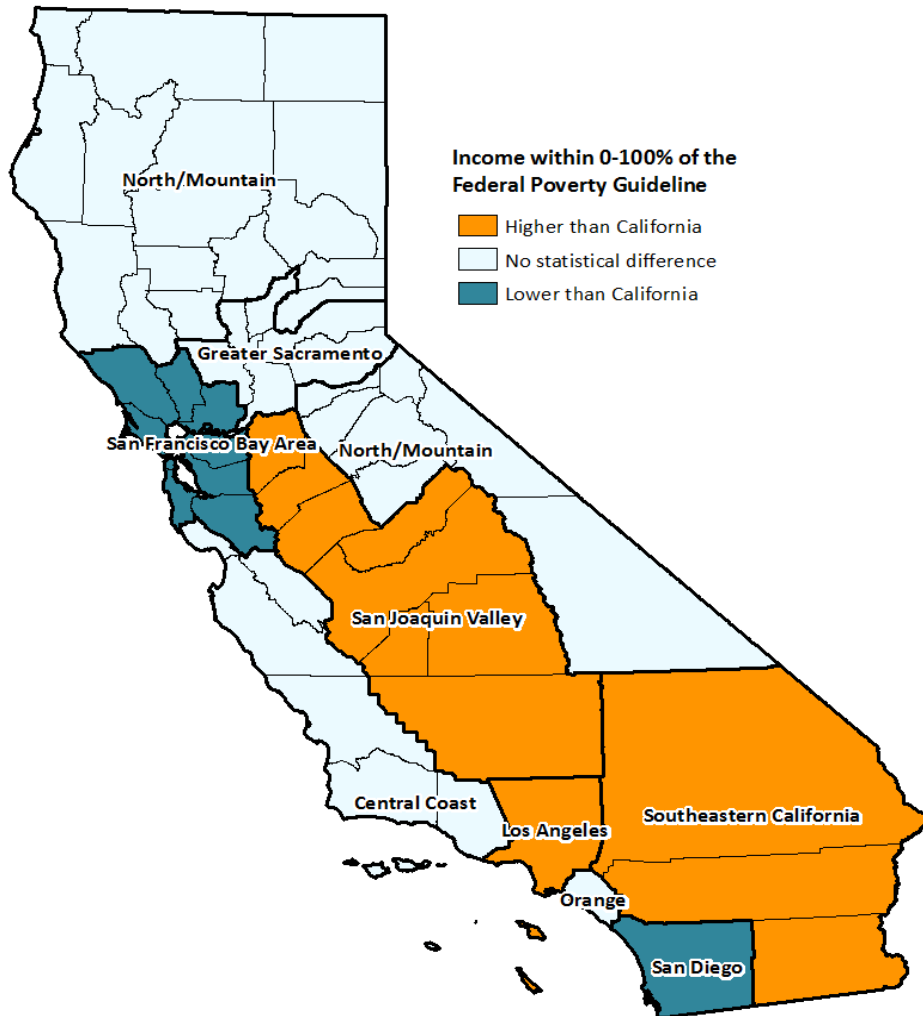 Income within 0-100% of the
Federal Poverty Guideline
Higher than California
No statistical difference
Lower than California
North/Mountain
Greater Sacramento
San Francisco Bay Area
North/Mountain
San Joaquin Valley
Central Coast
Los Angeles
Southeastern California
Orange
San Diego